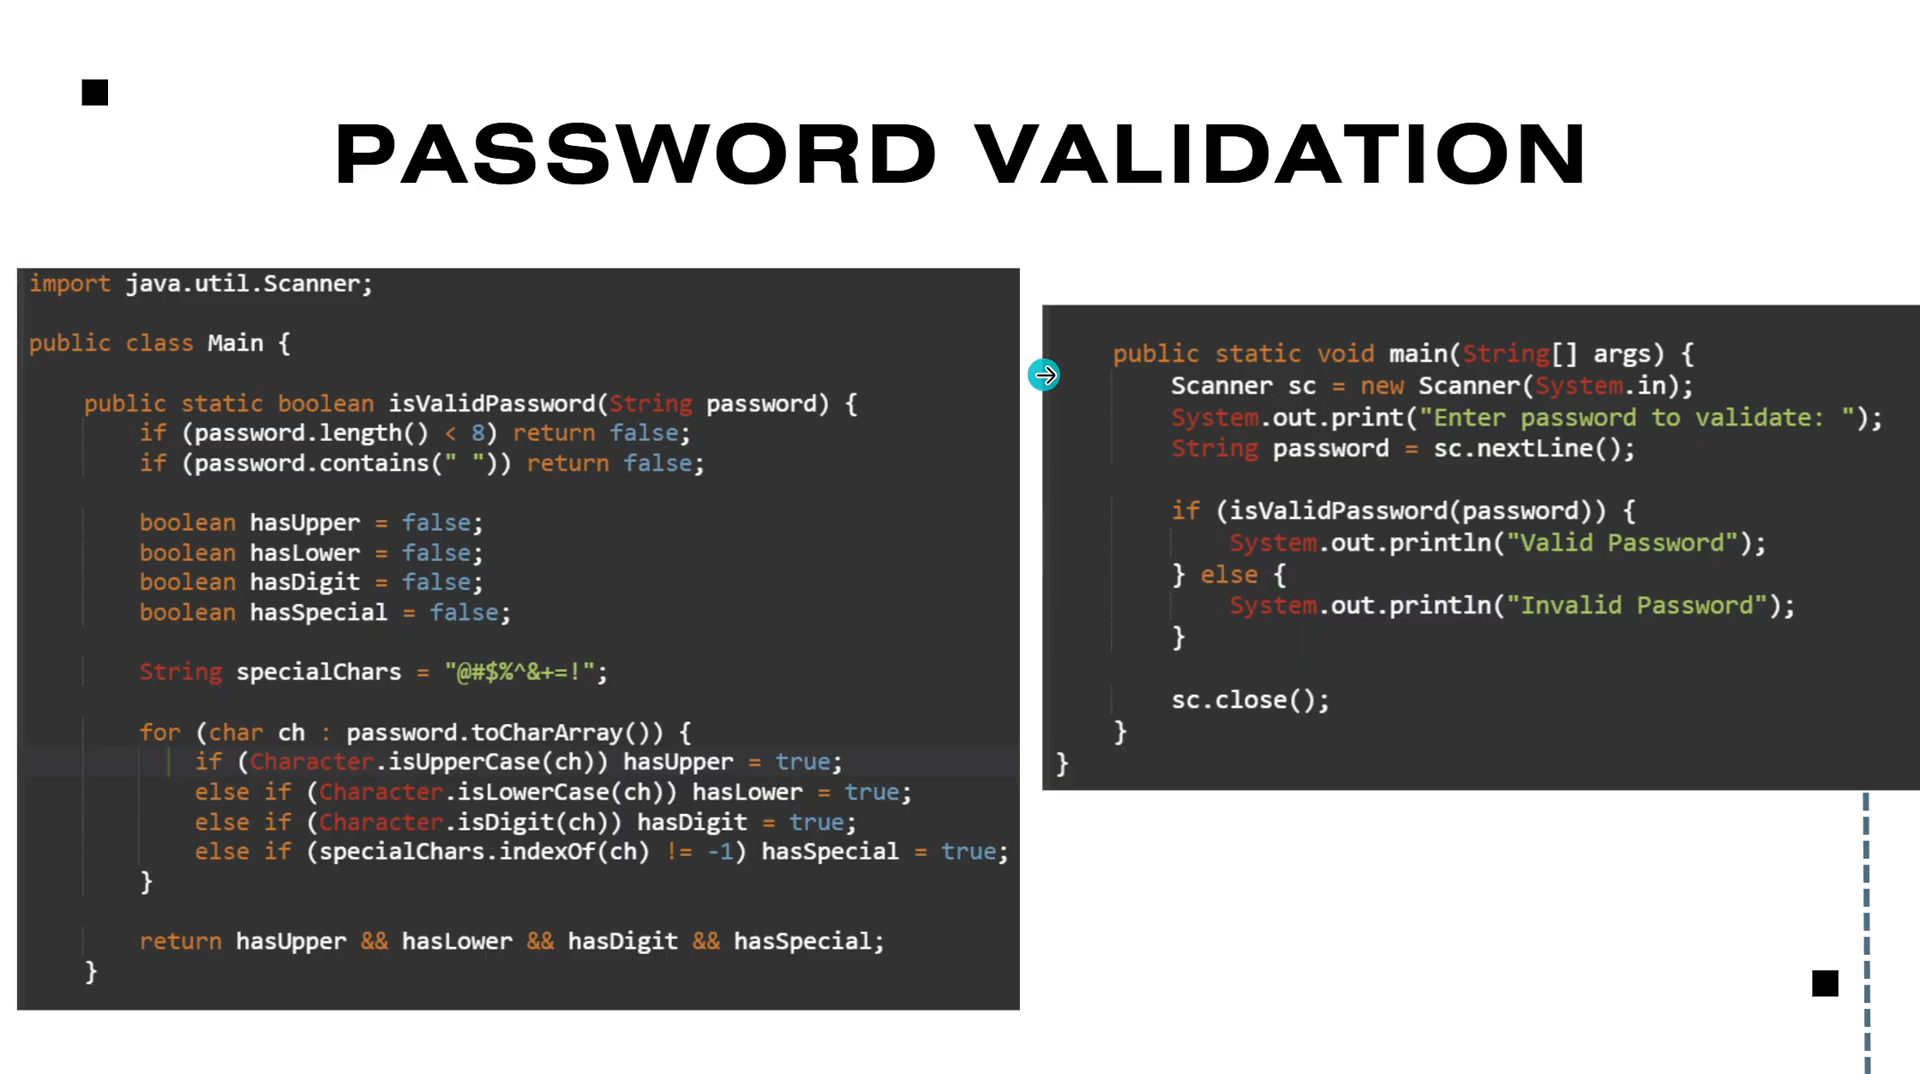 PASSWORD VALIDATION
import java.util.Scanner;
public class Main {
public static boolean isValidPassword(String password) {
if (password.length() < 8) return false;
if (password.contains(" ")) return false;
boolean hasUpper = false;
boolean hasLower = false;
boolean hasDigit = false;
boolean hasSpecial = false;
String specialChars = "@#$%^&+=!";
for (char ch : password.toCharArray()) {
if (Character.isUpperCase(ch)) hasUpper = true;
else if (Character.isLowerCase(ch)) hasLower = true;
else if (Character.isDigit(ch)) hasDigit = true;
else if (specialChars.indexOf(ch) != -1) hasSpecial = true;
}
return hasUpper && hasLower && hasDigit && hasSpecial;
}
public static void main(String[] args) {
Scanner sc = new Scanner(System.in);
System.out.print("Enter password to validate: ");
String password = sc.nextLine();
if (isValidPassword(password)) {
System.out.println("Valid Password");
} else {
System.out.println("Invalid Password");
}
sc.close();
}
}